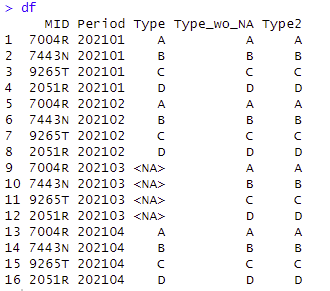 > df
MID Period Type Type_wo_NA Type2
1 7004R 202101 A A A
2 7443N 202101 B B B
3 9265T 202101 C C C
4 2051R 202101 D D D
5 7004R 202102 A A A
6 7443N 202102 B B B
7 9265T 202102 C C C
8 2051R 202102 D D D
9 7004R 202103 <NA> A A
10 7443N 202103 <NA> B B
11 9265T 202103 <NA> C C
12 2051R 202103 <NA> D D
13 7004R 202104 A A A
14 7443N 202104 B B B
15 9265T 202104 C C C
16 2051R 202104 D D D